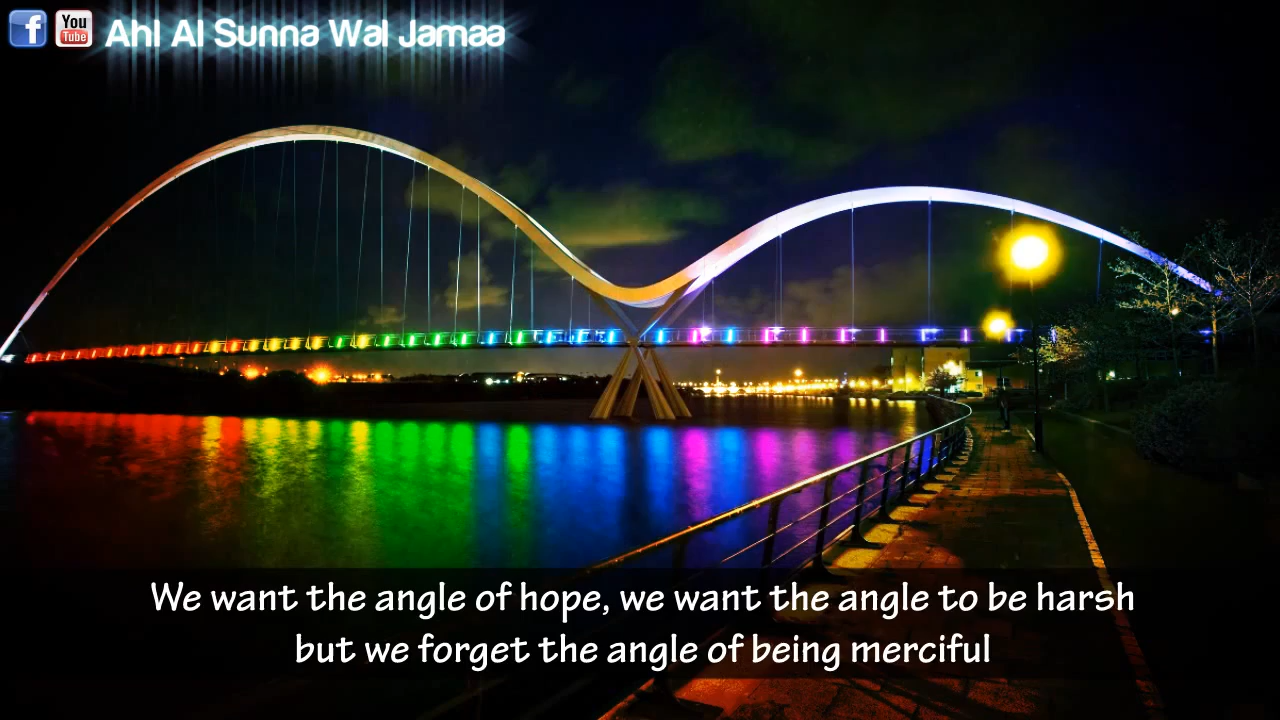 f You Tube Ahl Al Sunna Wal Jamaa
We want the angle of hope, we want the angle to be harsh
but we forget the angle of being merciful